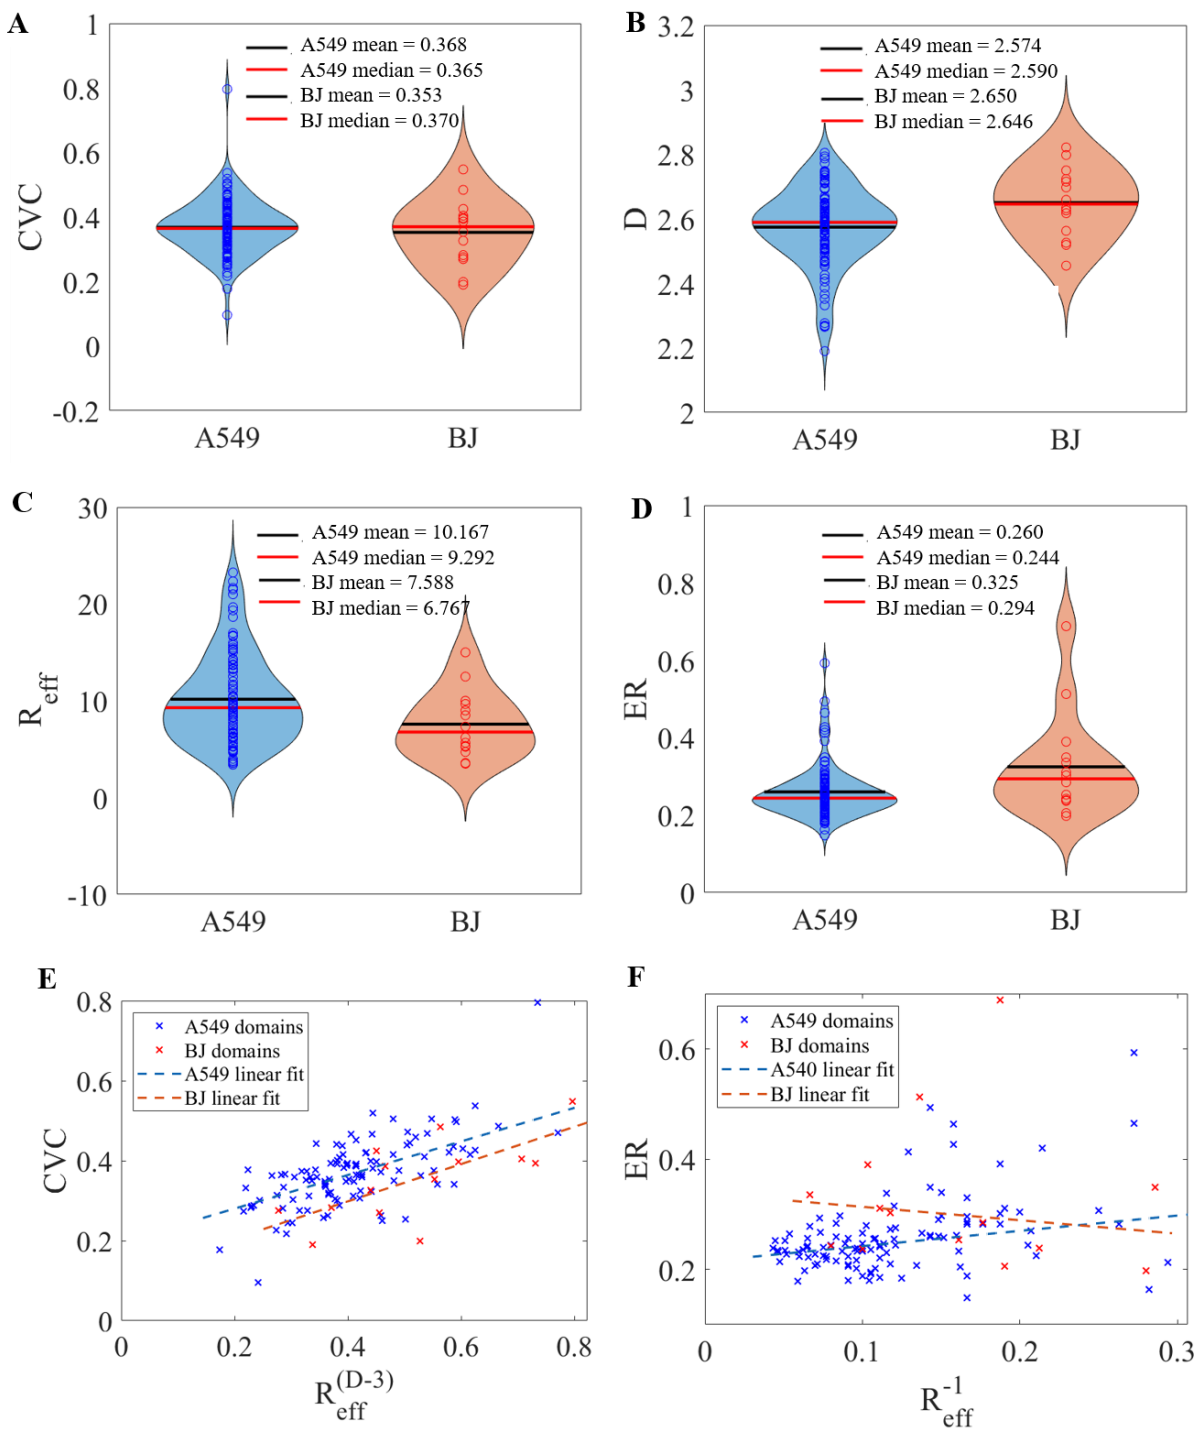 A
1
0.8
0.6
0.4
0.2
0
-0.2
CVC
A549 mean = 0.368
A549 median = 0.365
BJ mean = 0.353
BJ median = 0.370
A549
BJ
B
3.2
3
2.8
2.6
2.4
2.2
2
D
A549 mean = 2.574
A549 median = 2.590
BJ mean = 2.650
BJ median = 2.646
A549
BJ
C
30
20
10
0
-10
R_eff
A549 mean = 10.167
A549 median = 9.292
BJ mean = 7.588
BJ median = 6.767
A549
BJ
D
1
0.8
0.6
0.4
0.2
0
ER
A549 mean = 0.260
A549 median = 0.244
BJ mean = 0.325
BJ median = 0.294
A549
BJ
E
0.8
0.6
0.4
0.2
0
CVC
A549 domains
BJ domains
A549 linear fit
BJ linear fit
0 0.2 0.4 0.6 0.8
R_eff^(D-3)
F
0.6
0.4
0.2
ER
A549 domains
BJ domains
A540 linear fit
BJ linear fit
0 0.1 0.2 0.3
R_eff^-1